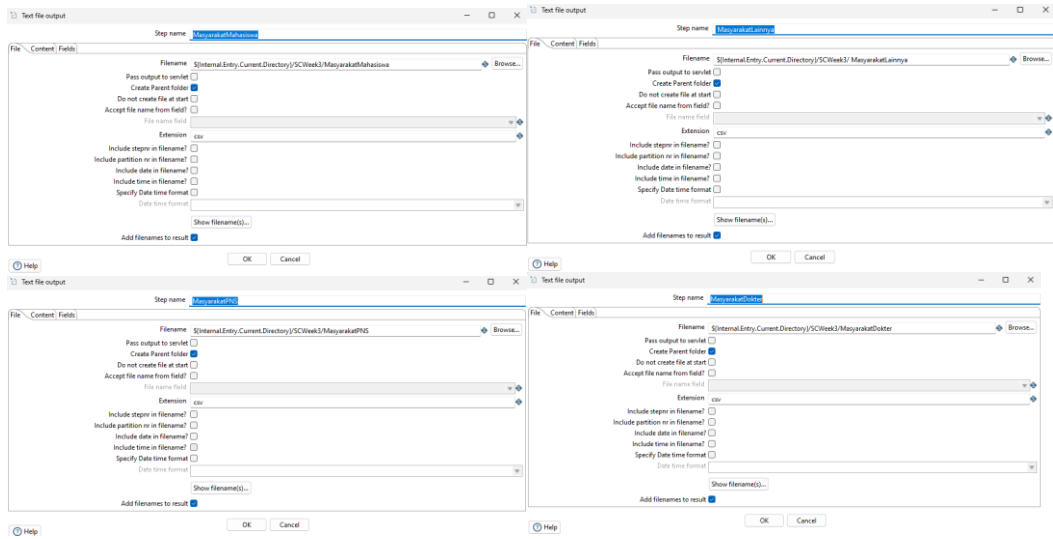 Text file output
Step name MasyarakatMahasiswa
File Content Fields
Filename ${Internal.Entry.Current.Directory}/SCWeek3/MasyarakatMahasiswa Browse...
Pass output to servlet
Create Parent folder
Do not create file at start
Accept file name from field?
File name field
Extension csv
Include stepnr in filename?
Include partition nr in filename?
Include date in filename?
Include time in filename?
Specify Date time format
Date time format
Show filename(s)...
Add filenames to result
OK Cancel
Help
Text file output
Step name MasyarakatLainnya
File Content Fields
Filename ${Internal.Entry.Current.Directory}/SCWeek3/ MasyarakatLainnya Browse...
Pass output to servlet
Create Parent folder
Do not create file at start
Accept file name from field?
File name field
Extension csv
Include stepnr in filename?
Include partition nr in filename?
Include date in filename?
Include time in filename?
Specify Date time format
Date time format
Show filename(s)...
Add filenames to result
OK Cancel
Help
Text file output
Step name MasyarakatPNS
File Content Fields
Filename ${Internal.Entry.Current.Directory}/SCWeek3/MasyarakatPNS Browse...
Pass output to servlet
Create Parent folder
Do not create file at start
Accept file name from field?
File name field
Extension csv
Include stepnr in filename?
Include partition nr in filename?
Include date in filename?
Include time in filename?
Specify Date time format
Date time format
Show filename(s)...
Add filenames to result
OK Cancel
Help
Text file output
Step name MasyarakatDokter
File Content Fields
Filename ${Internal.Entry.Current.Directory}/SCWeek3/MasyarakatDokter Browse...
Pass output to servlet
Create Parent folder
Do not create file at start
Accept file name from field?
File name field
Extension csv
Include stepnr in filename?
Include partition nr in filename?
Include date in filename?
Include time in filename?
Specify Date time format
Date time format
Show filename(s)...
Add filenames to result
OK Cancel
Help